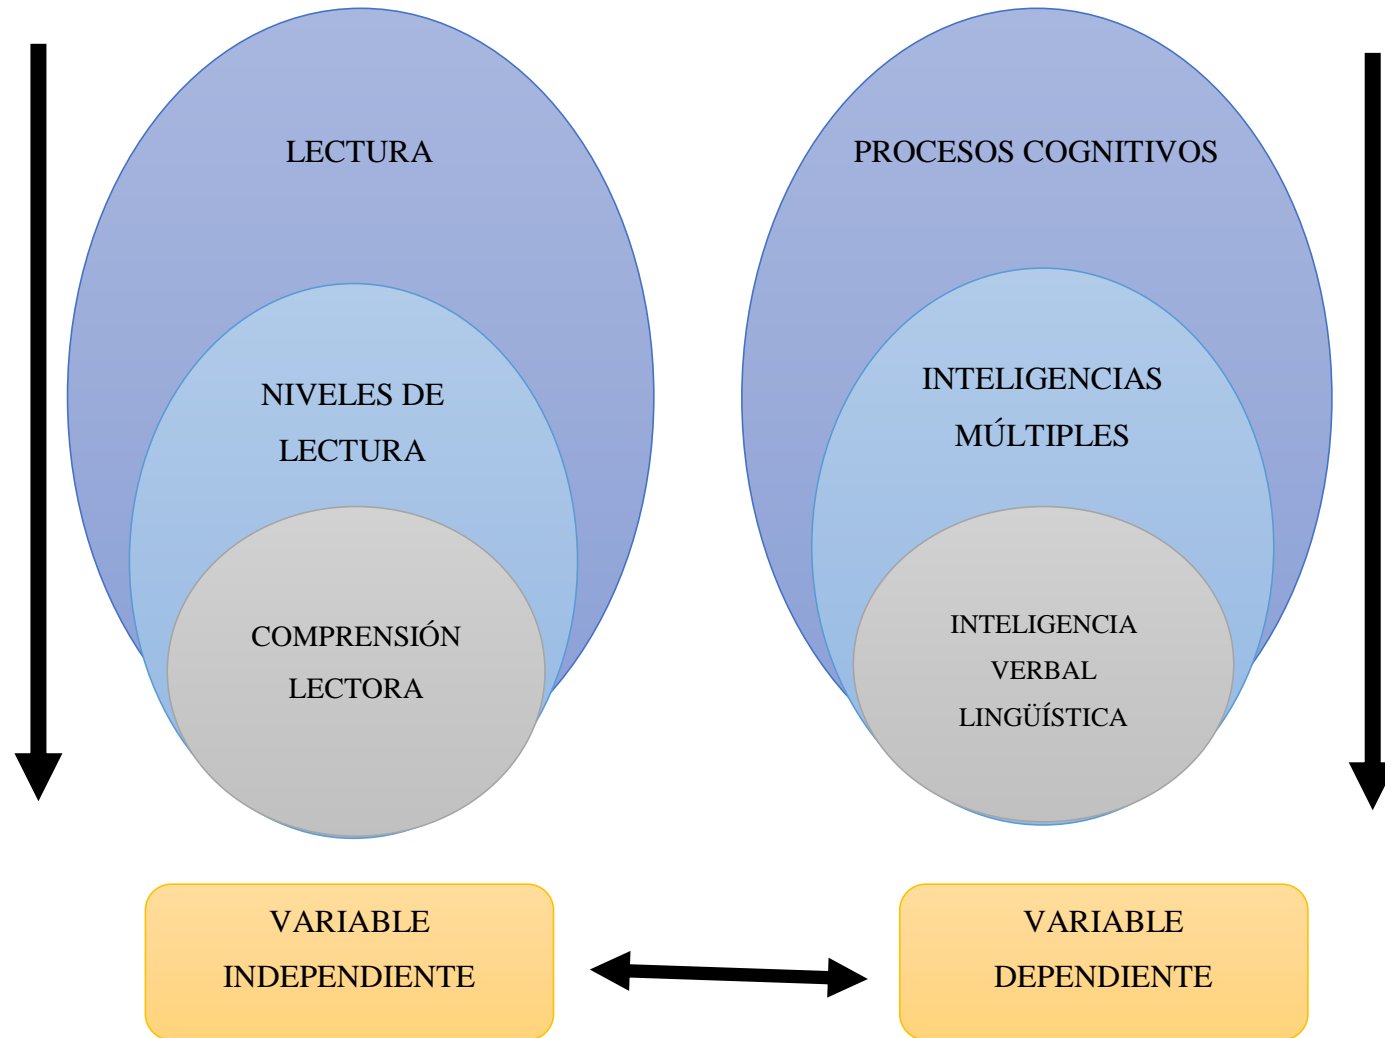 LECTURA
NIVELES DE
LECTURA
COMPRENSIÓN
LECTORA
PROCESOS COGNITIVOS
INTELIGENCIAS
MÚLTIPLES
INTELIGENCIA
VERBAL
LINGÜÍSTICA
VARIABLE
INDEPENDIENTE
VARIABLE
DEPENDIENTE